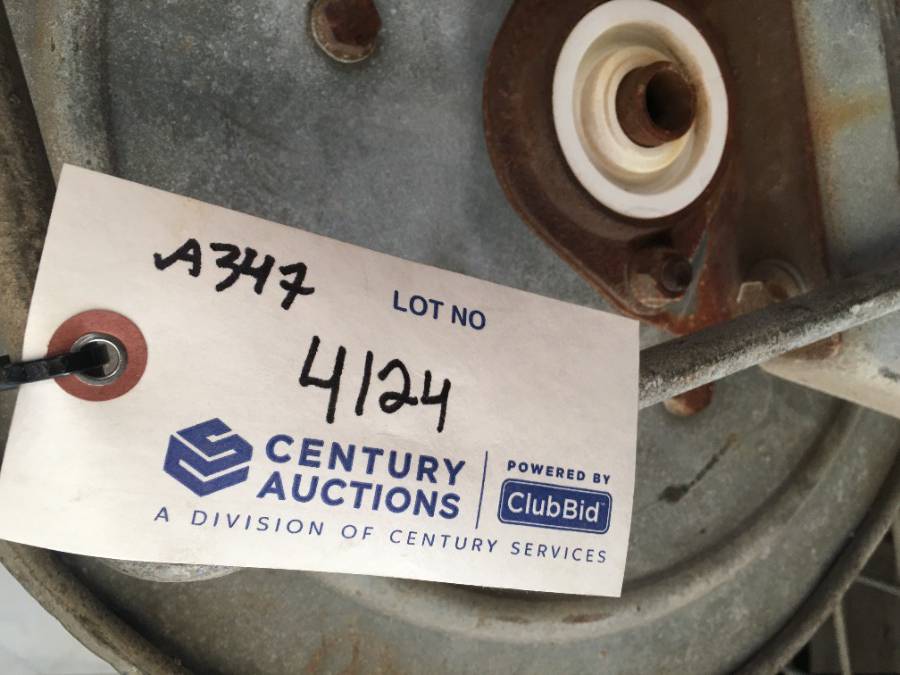 A347
LOT NO
4124
CENTURY
AUCTIONS
POWERED BY
ClubBid
A DIVISION OF CENTURY SERVICES